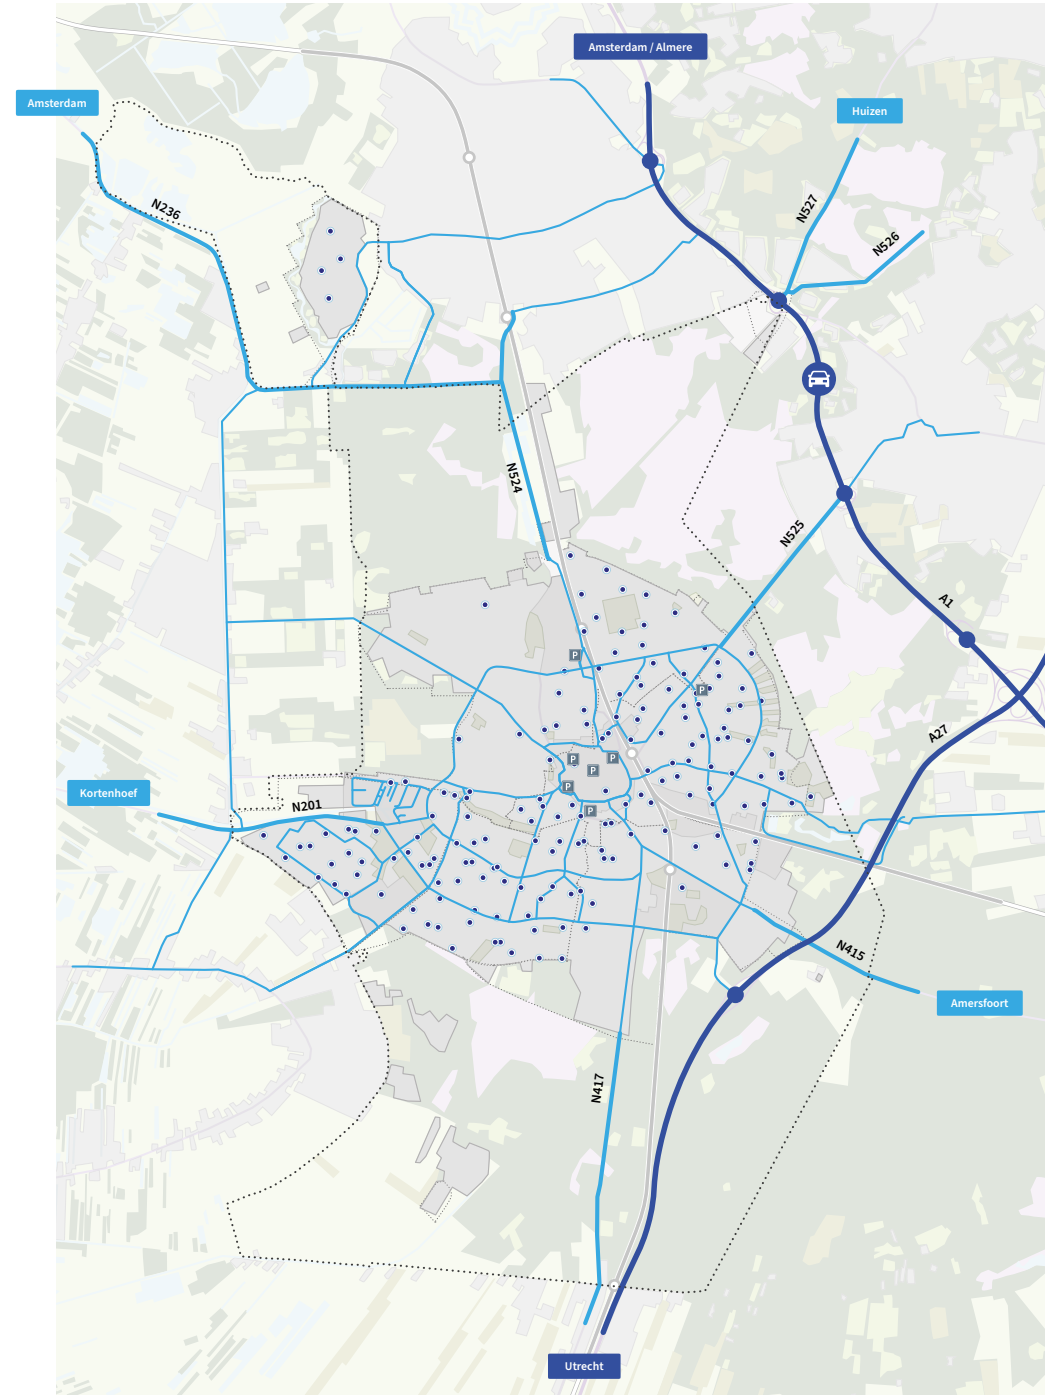 Amsterdam / Almere
Amsterdam
Huizen
N236
N527
N526
N524
N525
A1
A27
Kortenhoef
N201
N415
Amersfoort
N417
Utrecht
P
P
P
P
P
P
P